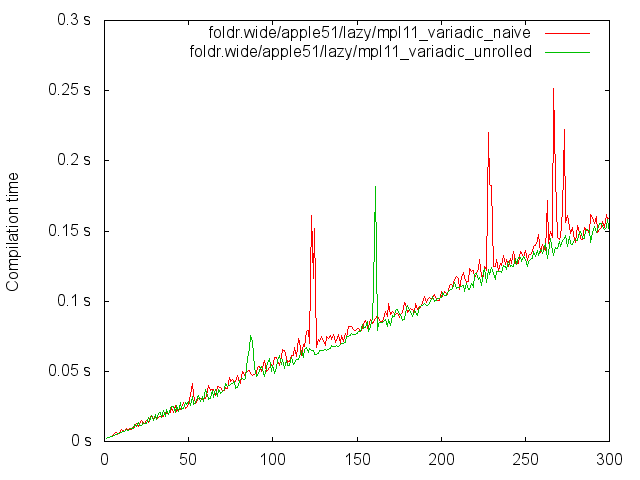 0.3 s
foldr.wide/apple51/lazy/mpl11_variadic_naive
foldr.wide/apple51/lazy/mpl11_variadic_unrolled
0.25 s
0.2 s
Compilation time
0.15 s
0.1 s
0.05 s
0 s
0 50 100 150 200 250 300